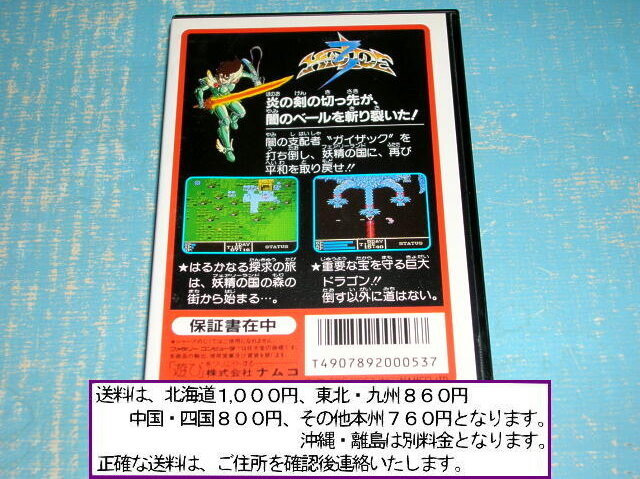 HYDLIDE 3
炎の剣の切っ先が、
闇のベールを斬り裂いた!
闇の支配者“ガイザック”を
打ち倒し、妖精の国に、再び
平和を取り戻せ!!
STATUS
STATUS
★はるかなる探求の旅
は、妖精の国の森の
街から始まる…。
★重要な宝を守る巨大
ドラゴン!!
倒す以外に道はない。
保証書在中
株式会社ナムコ
T4907892000537
送料は、北海道1,000円、東北・九州860円
中国・四国800円、その他本州760円となります。
沖縄・離島は別料金となります。
正確な送料は、ご住所を確認後連絡いたします。